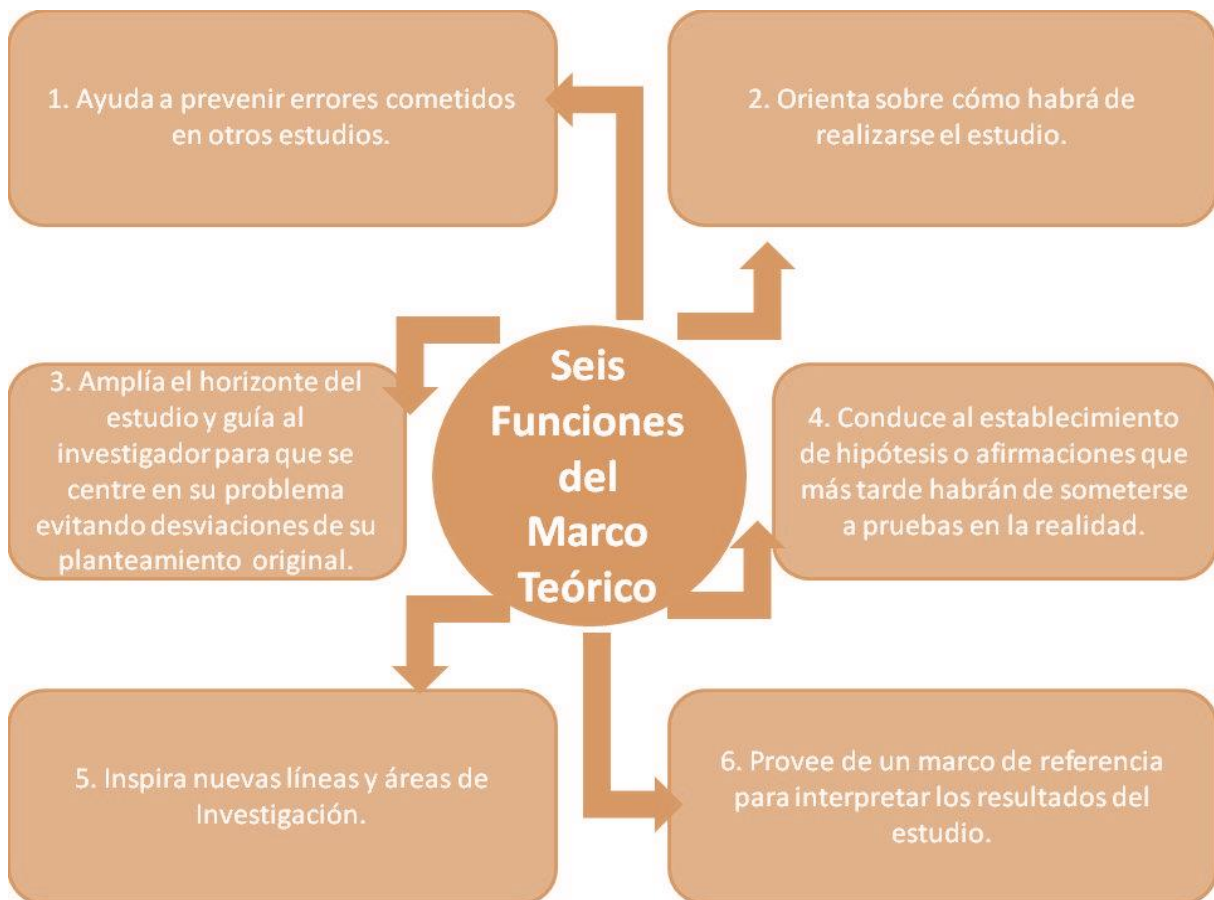 1. Ayuda a prevenir errores cometidos
en otros estudios.
2. Orienta sobre cómo habrá de
realizarse el estudio.
Seis
Funciones
del
Marco
Teórico
3. Amplía el horizonte del
estudio y guía al
investigador para que se
centre en su problema
evitando desviaciones de su
planteamiento original.
4. Conduce al establecimiento
de hipótesis o afirmaciones que
más tarde habrán de someterse
a pruebas en la realidad.
5. Inspira nuevas líneas y áreas de
Investigación.
6. Provee de un marco de referencia
para interpretar los resultados del
estudio.